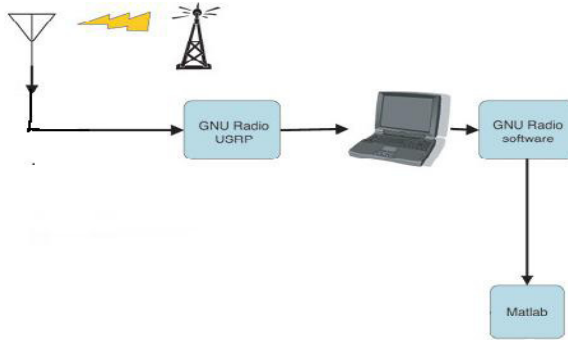 GNU Radio
USRP
GNU Radio
software
Matlab